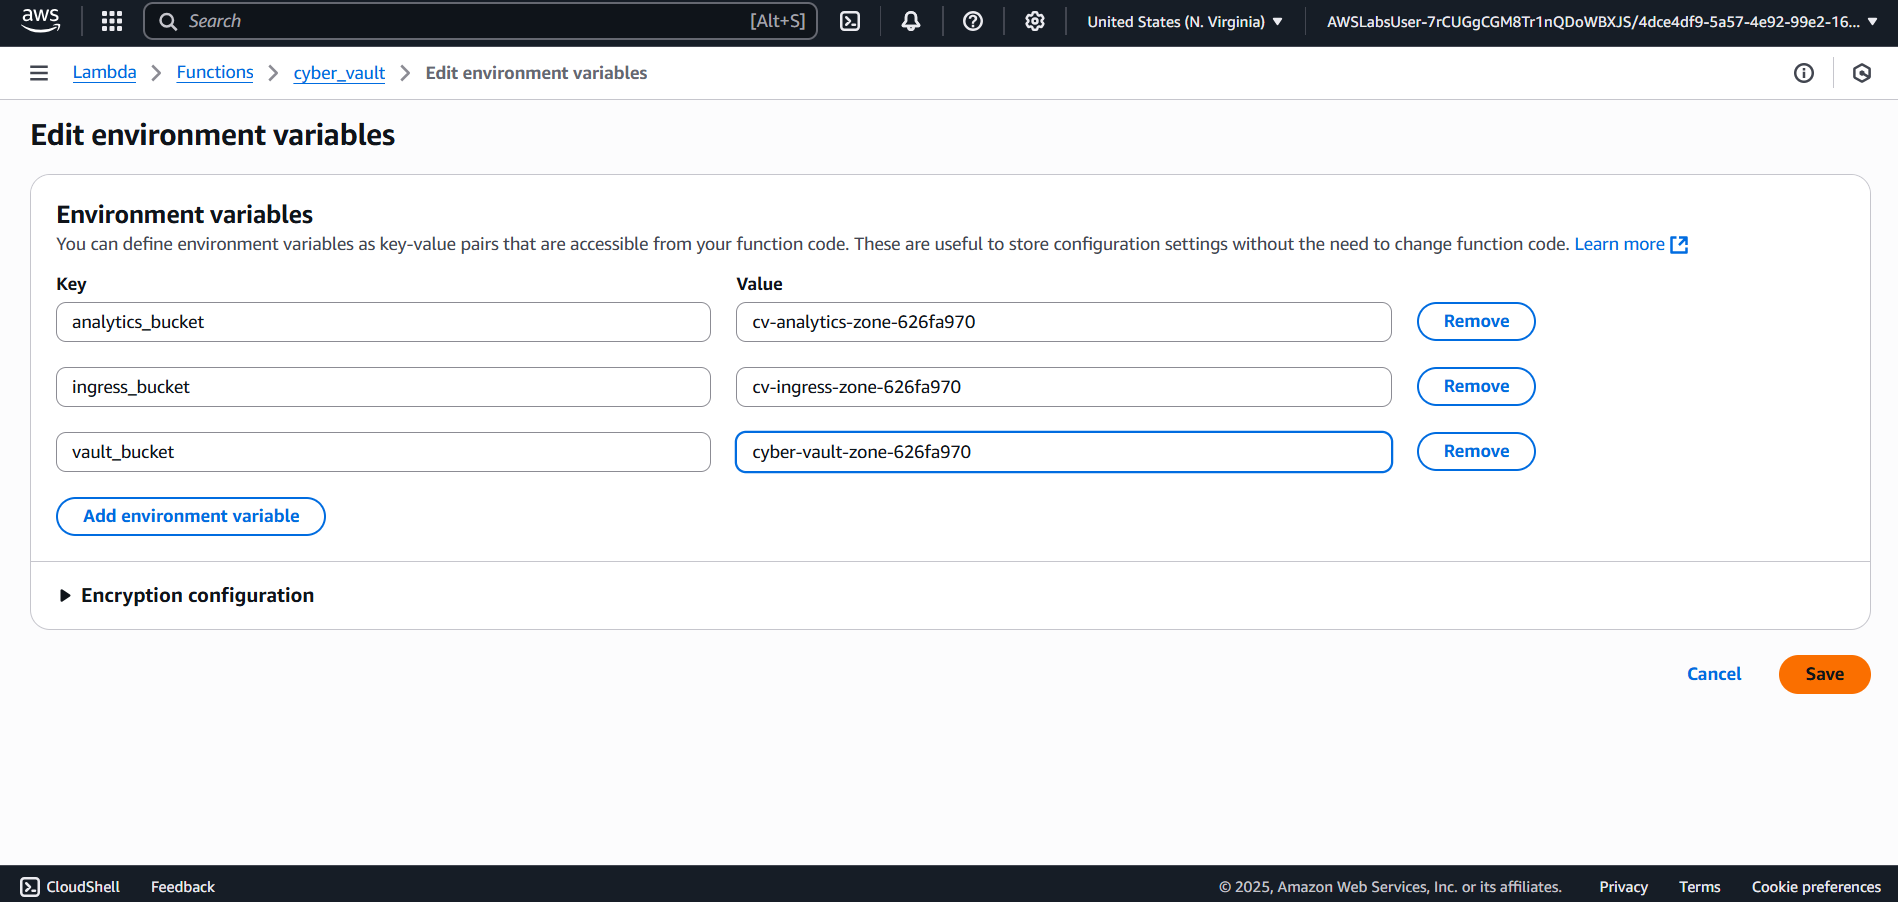 aws Search [Alt+S] United States (N. Virginia) AWSLabsUser-7rCUGgCGM8Tr1nQDoWBXJS/4dce4df9-5a57-4e92-99e2-16...
Lambda Functions cyber_vault Edit environment variables
Edit environment variables
Environment variables
You can define environment variables as key-value pairs that are accessible from your function code. These are useful to store configuration settings without the need to change function code. Learn more
Key Value
analytics_bucket cv-analytics-zone-626fa970 Remove
ingress_bucket cv-ingress-zone-626fa970 Remove
vault_bucket cyber-vault-zone-626fa970 Remove
Add environment variable
Encryption configuration
Cancel Save
CloudShell Feedback © 2025, Amazon Web Services, Inc. or its affiliates. Privacy Terms Cookie preferences